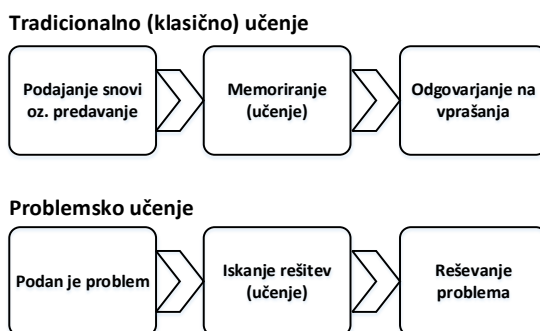 Tradicionalno (klasično) učenje
Podajanje snovi
oz. predavanje
Memoriranje
(učenje)
Odgovarjanje na
vprašanja
Problemsko učenje
Podan je problem
Iskanje rešitev
(učenje)
Reševanje
problema